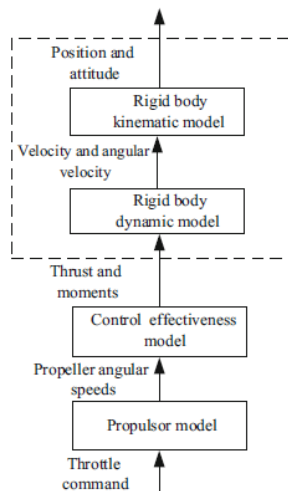 Position and
attitude
Rigid body
kinematic model
Velocity and angular
velocity
Rigid body
dynamic model
Thrust and
moments
Control effectiveness
model
Propeller angular
speeds
Propulsor model
Throttle
command